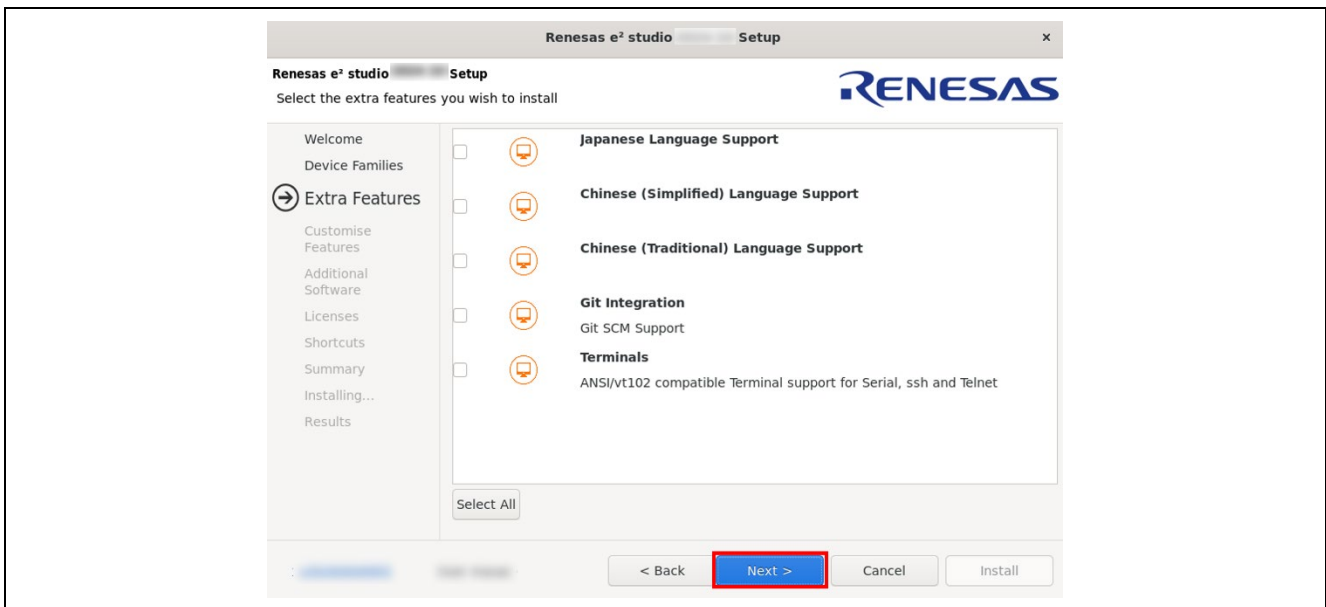 Renesas e² studio Setup
×
Renesas e² studio Setup
Select the extra features you wish to install
RENESAS
Welcome
Device Families
Extra Features
Customise
Features
Additional
Software
Licenses
Shortcuts
Summary
Installing...
Results
Japanese Language Support
Chinese (Simplified) Language Support
Chinese (Traditional) Language Support
Git Integration
Git SCM Support
Terminals
ANSI/vt102 compatible Terminal support for Serial, ssh and Telnet
Select All
< Back
Next >
Cancel
Install